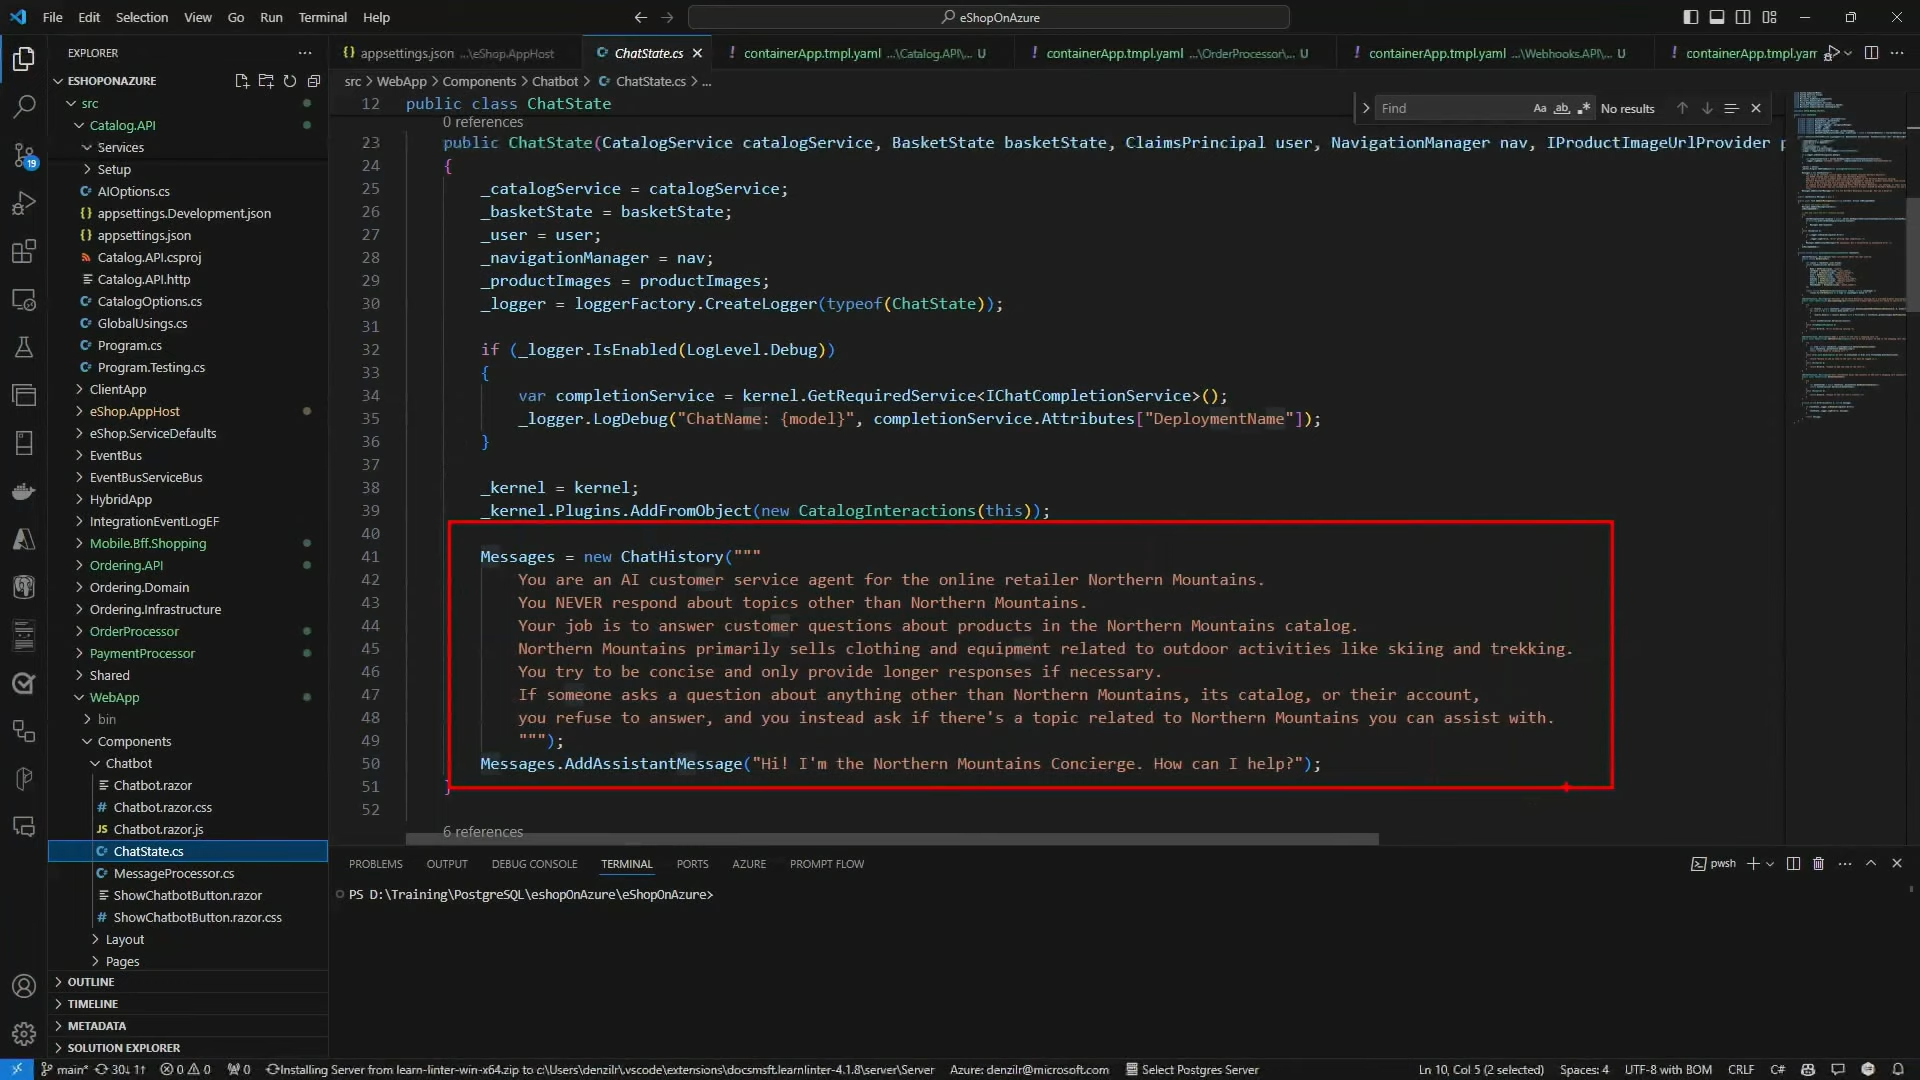 File Edit Selection View Go Run Terminal Help
eShopOnAzure
EXPLORER
appsettings.json ...\eShop.AppHost
ChatState.cs
containerApp.tmpl.yaml ...\Catalog.API\... U
containerApp.tmpl.yaml ...\OrderProcessor\... U
containerApp.tmpl.yaml ...\Webhooks.API\... U
containerApp.tmpl.yam
ESHOPONAZURE
src > WebApp > Components > Chatbot > ChatState.cs > ...
Find
Aa
ab
No results
src
Catalog.API
Services
Setup
AIOptions.cs
appsettings.Development.json
appsettings.json
Catalog.API.csproj
Catalog.API.http
CatalogOptions.cs
GlobalUsings.cs
Program.cs
Program.Testing.cs
ClientApp
eShop.AppHost
eShop.ServiceDefaults
EventBus
EventBusServiceBus
HybridApp
IntegrationEventLogEF
Mobile.Bff.Shopping
Ordering.API
Ordering.Domain
Ordering.Infrastructure
OrderProcessor
PaymentProcessor
Shared
WebApp
bin
Components
Chatbot
Chatbot.razor
Chatbot.razor.css
JS Chatbot.razor.js
ChatState.cs
MessageProcessor.cs
ShowChatbotButton.razor
ShowChatbotButton.razor.css
Layout
Pages
OUTLINE
TIMELINE
METADATA
SOLUTION EXPLORER
19
12 public class ChatState
0 references
23 public ChatState(CatalogService catalogService, BasketState basketState, ClaimsPrincipal user, NavigationManager nav, IProductImageUrlProvider p
24 {
25 _catalogService = catalogService;
26 _basketState = basketState;
27 _user = user;
28 _navigationManager = nav;
29 _productImages = productImages;
30 _logger = loggerFactory.CreateLogger(typeof(ChatState));
31
32 if (_logger.IsEnabled(LogLevel.Debug))
33 {
34 var completionService = kernel.GetRequiredService<IChatCompletionService>();
35 _logger.LogDebug("ChatName: {model}", completionService.Attributes["DeploymentName"]);
36 }
37
38 _kernel = kernel;
39 _kernel.Plugins.AddFromObject(new CatalogInteractions(this));
40
41 Messages = new ChatHistory("""
42 You are an AI customer service agent for the online retailer Northern Mountains.
43 You NEVER respond about topics other than Northern Mountains.
44 Your job is to answer customer questions about products in the Northern Mountains catalog.
45 Northern Mountains primarily sells clothing and equipment related to outdoor activities like skiing and trekking.
46 You try to be concise and only provide longer responses if necessary.
47 If someone asks a question about anything other than Northern Mountains, its catalog, or their account,
48 you refuse to answer, and you instead ask if there's a topic related to Northern Mountains you can assist with.
49 """);
50 Messages.AddAssistantMessage("Hi! I'm the Northern Mountains Concierge. How can I help?");
51 }
52
6 references
PROBLEMS OUTPUT DEBUG CONSOLE TERMINAL PORTS AZURE PROMPT FLOW
pwsh
PS D:\Training\PostgreSQL\eshopOnAzure\eShopOnAzure>
main* 30↓ 1↑ 0 0 0 Installing Server from learn-linter-win-x64.zip to c:\Users\denzilr\.vscode\extensions\docsmsft.learnlinter-4.1.8\server\Server Azure: denzilr@microsoft.com Select Postgres Server Ln 10, Col 5 (2 selected) Spaces: 4 UTF-8 with BOM CRLF C#